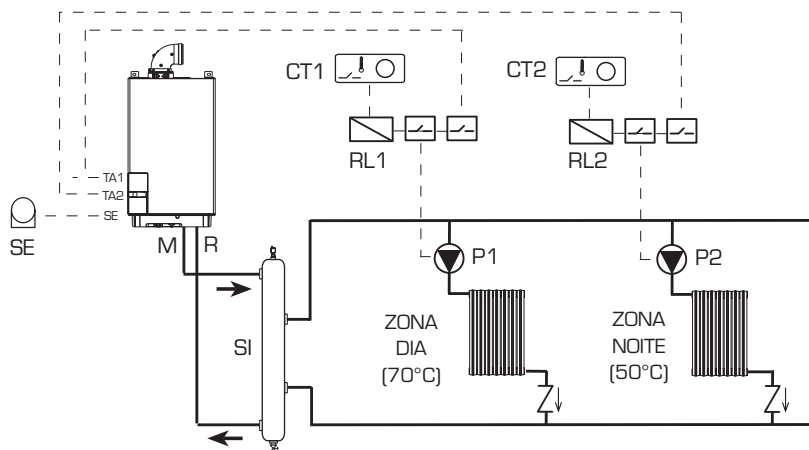 CT1
CT2
RL1
RL2
TA1
TA2
SE
SE
M
R
P1
P2
SI
ZONA
DIA
(70°C)
ZONA
NOITE
(50°C)